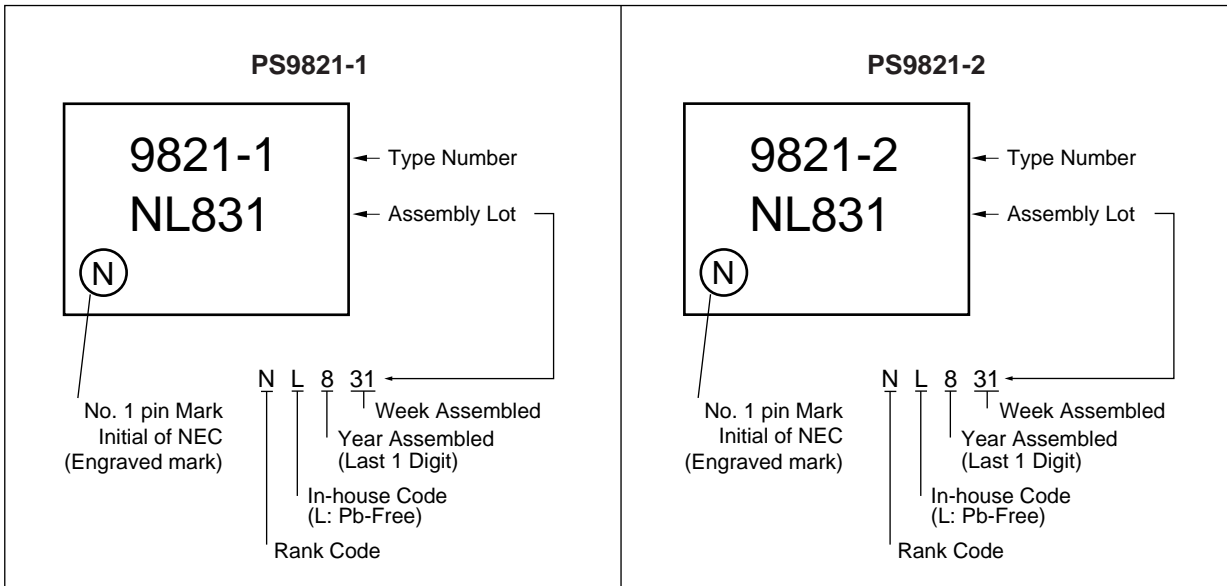 PS9821-1
9821-1
Type Number
NL831
Assembly Lot
N
N L 8 31
No. 1 pin Mark
Initial of NEC
(Engraved mark)
Week Assembled
Year Assembled
(Last 1 Digit)
In-house Code
(L: Pb-Free)
Rank Code
PS9821-2
9821-2
Type Number
NL831
Assembly Lot
N
N L 8 31
No. 1 pin Mark
Initial of NEC
(Engraved mark)
Week Assembled
Year Assembled
(Last 1 Digit)
In-house Code
(L: Pb-Free)
Rank Code